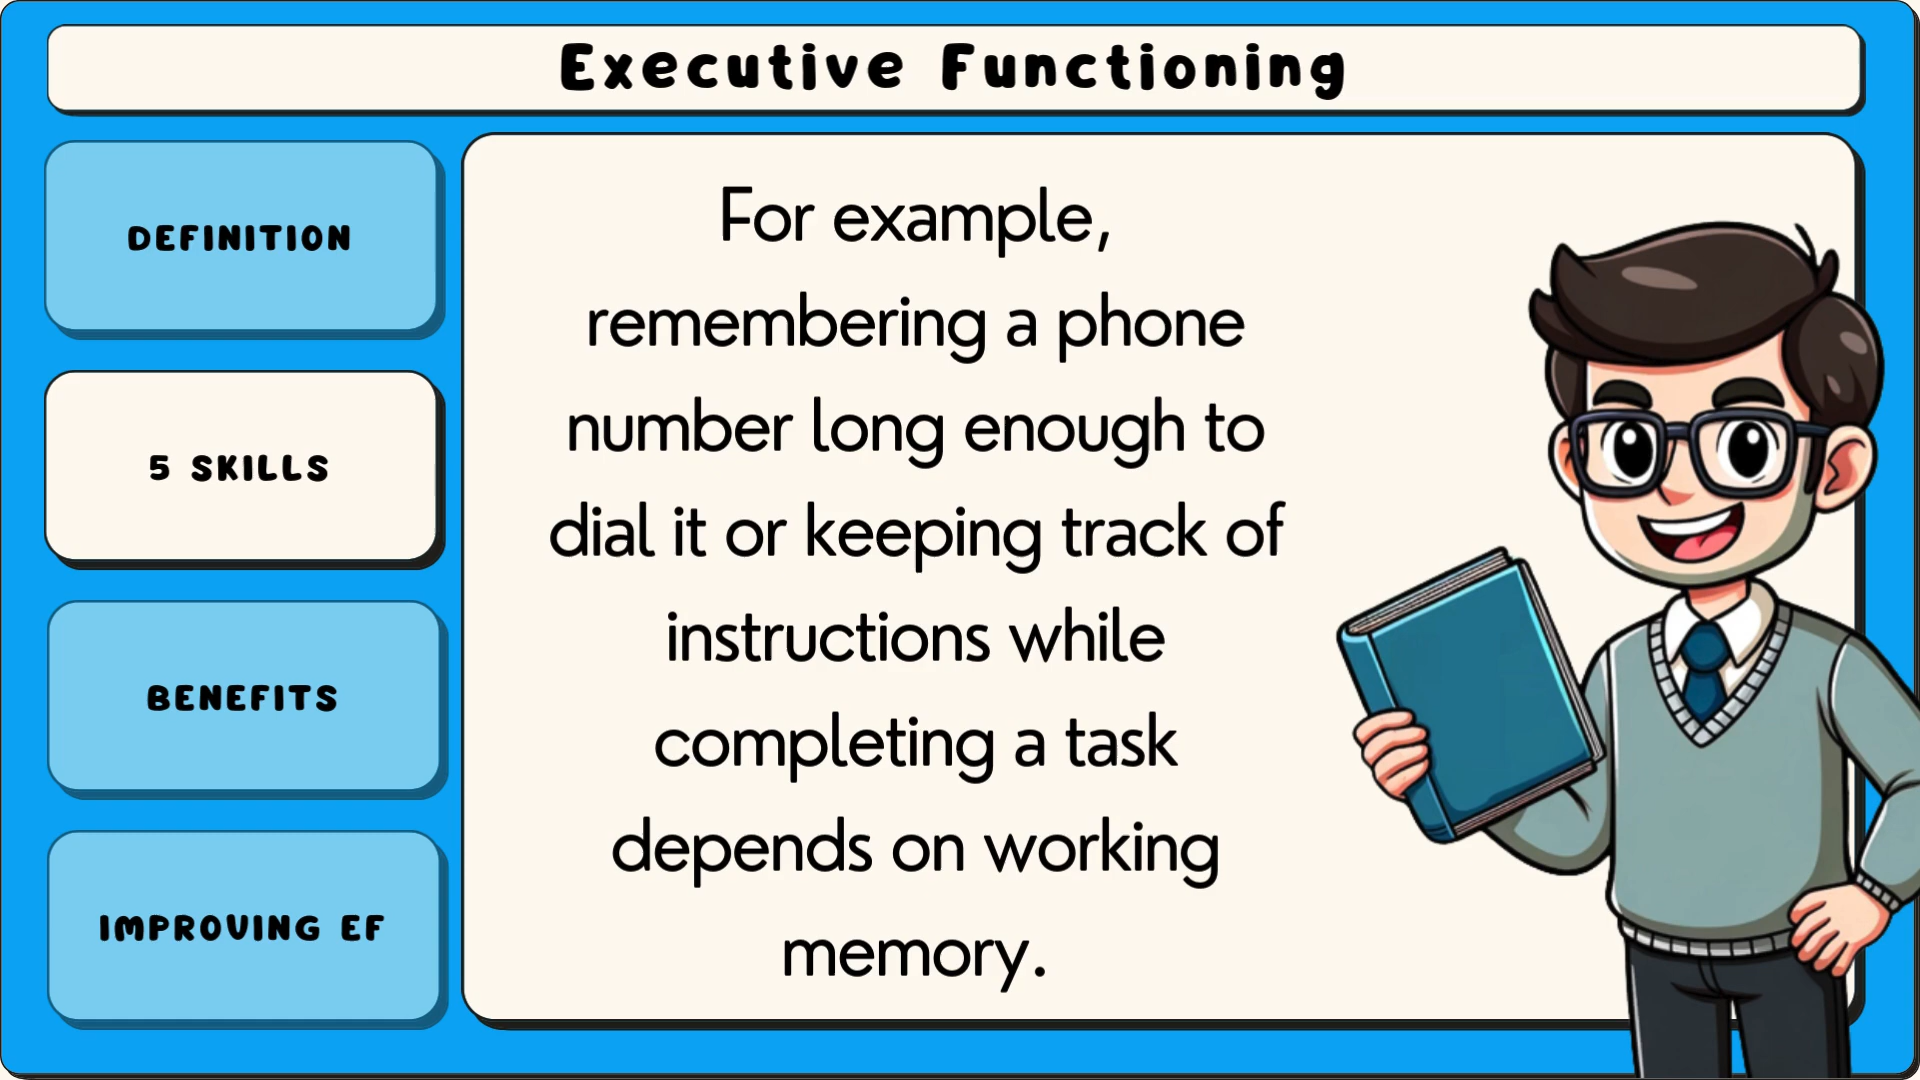 Executive Functioning
DEFINITION
5 SKILLS
BENEFITS
IMPROVING EF
For example,
remembering a phone
number long enough to
dial it or keeping track of
instructions while
completing a task
depends on working
memory.